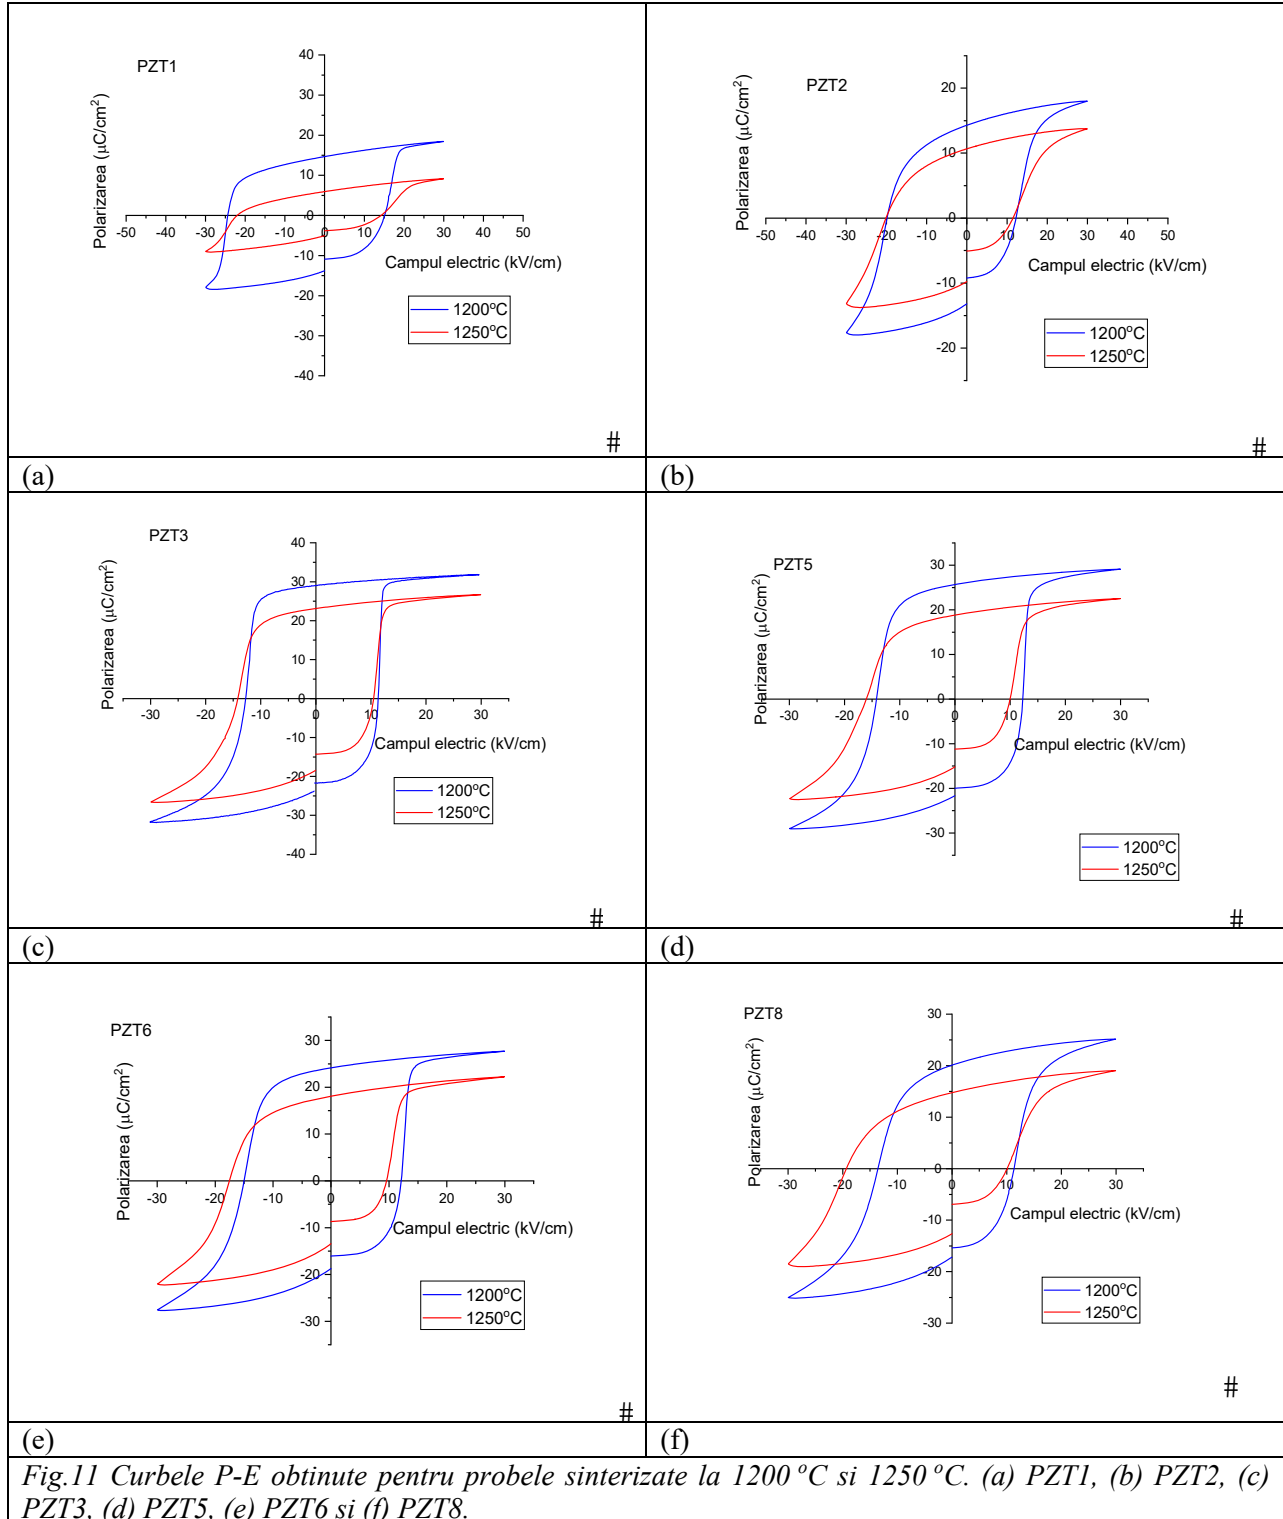 PZT1
Polarizarea (μC/cm²)
40
30
20
10
0
-10
-20
-30
-40
-50 -40 -30 -20 -10 0 10 20 30 40 50
Campul electric (kV/cm)
1200°C
1250°C
#
(a)
PZT2
Polarizarea (μC/cm²)
20
10
0
-10
-20
-50 -40 -30 -20 -10 0 10 20 30 40 50
Campul electric (kV/cm)
1200°C
1250°C
#
(b)
PZT3
Polarizarea (μC/cm²)
40
30
20
10
0
-10
-20
-30
-40
-30 -20 -10 0 10 20 30
Campul electric (kV/cm)
1200°C
1250°C
#
(c)
PZT5
Polarizarea (μC/cm²)
30
20
10
0
-10
-20
-30
-30 -20 -10 0 10 20 30
Campul electric (kV/cm)
1200°C
1250°C
#
(d)
PZT6
Polarizarea (μC/cm²)
30
20
10
0
-10
-20
-30
-30 -20 -10 0 10 20 30
Campul electric (kV/cm)
1200°C
1250°C
#
(e)
PZT8
Polarizarea (μC/cm²)
30
20
10
0
-10
-20
-30
-30 -20 -10 0 10 20 30
Campul electric (kV/cm)
1200°C
1250°C
#
(f)
Fig.11 Curbele P-E obtinute pentru probele sinterizate la 1200 °C si 1250 °C. (a) PZT1, (b) PZT2, (c)
PZT3, (d) PZT5, (e) PZT6 si (f) PZT8.